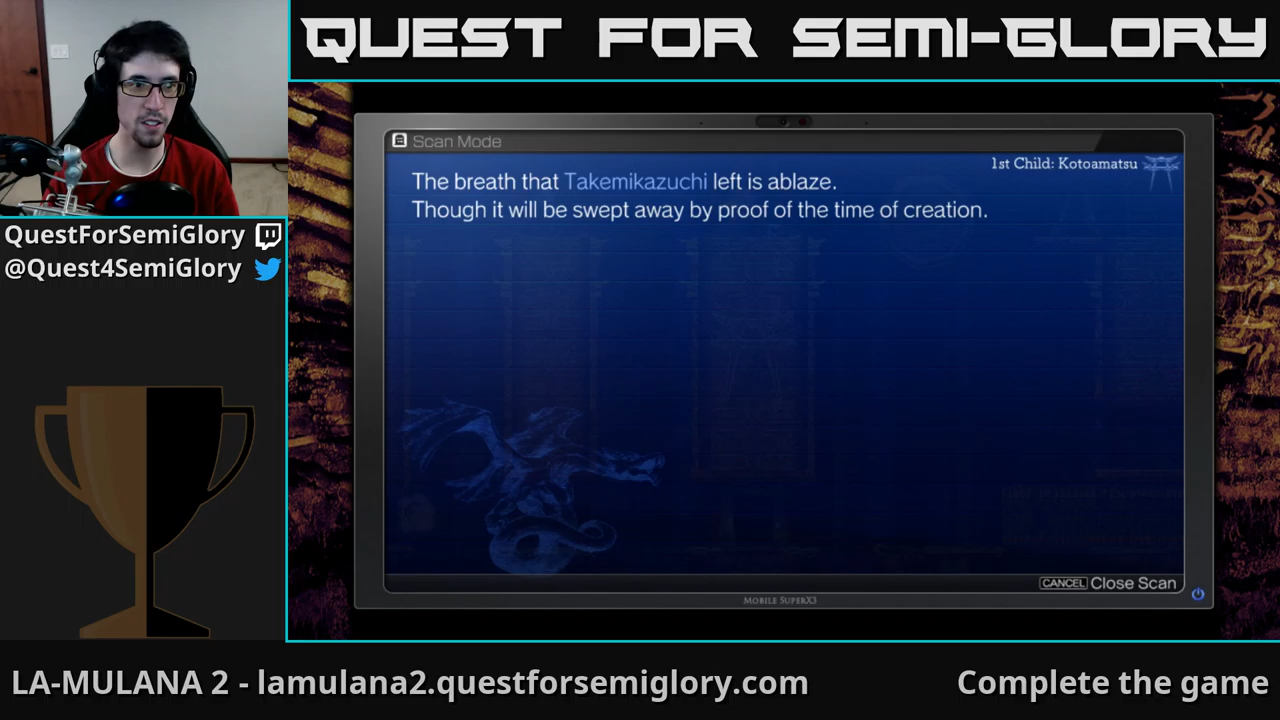 QUEST FOR SEMI-GLORY
Scan Mode
1st Child: Kotoamatsu
The breath that Takemikazuchi left is ablaze.
Though it will be swept away by proof of the time of creation.
QuestForSemiGlory
@Quest4SemiGlory
CANCEL Close Scan
MOBILE SUPERX3
LA-MULANA 2 - lamulana2.questforsemiglory.com
Complete the game